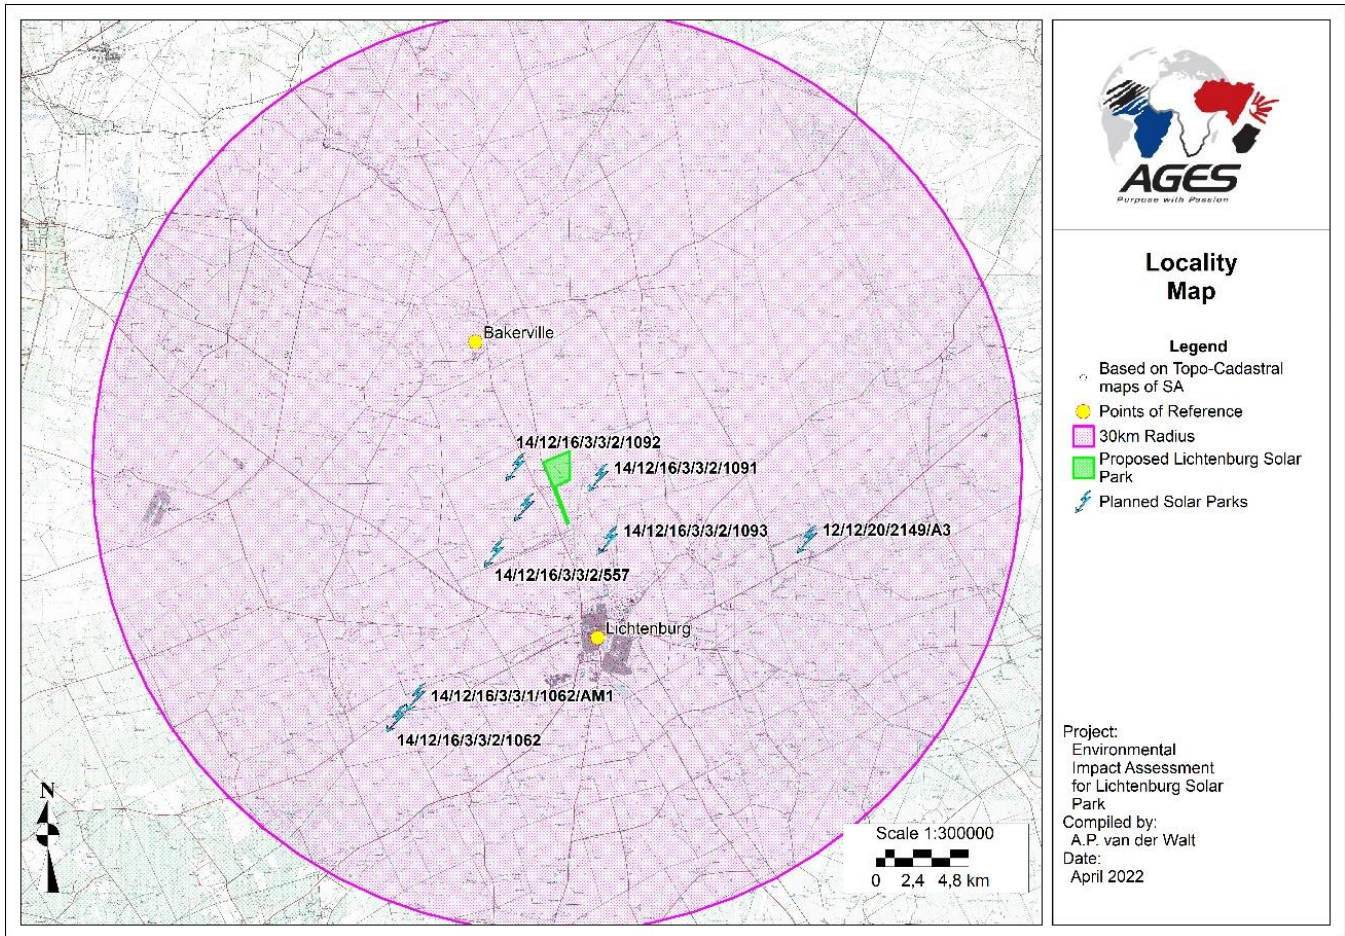 Bakerville
14/12/16/3/3/2/1092
14/12/16/3/3/2/1091
14/12/16/3/3/2/1093
12/12/20/2149/A3
14/12/16/3/3/2/557
Lichtenburg
14/12/16/3/3/1/1062/AM1
14/12/16/3/3/2/1062
N
Scale 1:300000
0 2,4 4,8 km
AGES
Purpose with Passion
Locality
Map
Legend
Based on Topo-Cadastral
maps of SA
Points of Reference
30km Radius
Proposed Lichtenburg Solar
Park
Planned Solar Parks
Project:
Environmental
Impact Assessment
for Lichtenburg Solar
Park
Compiled by:
A.P. van der Walt
Date:
April 2022